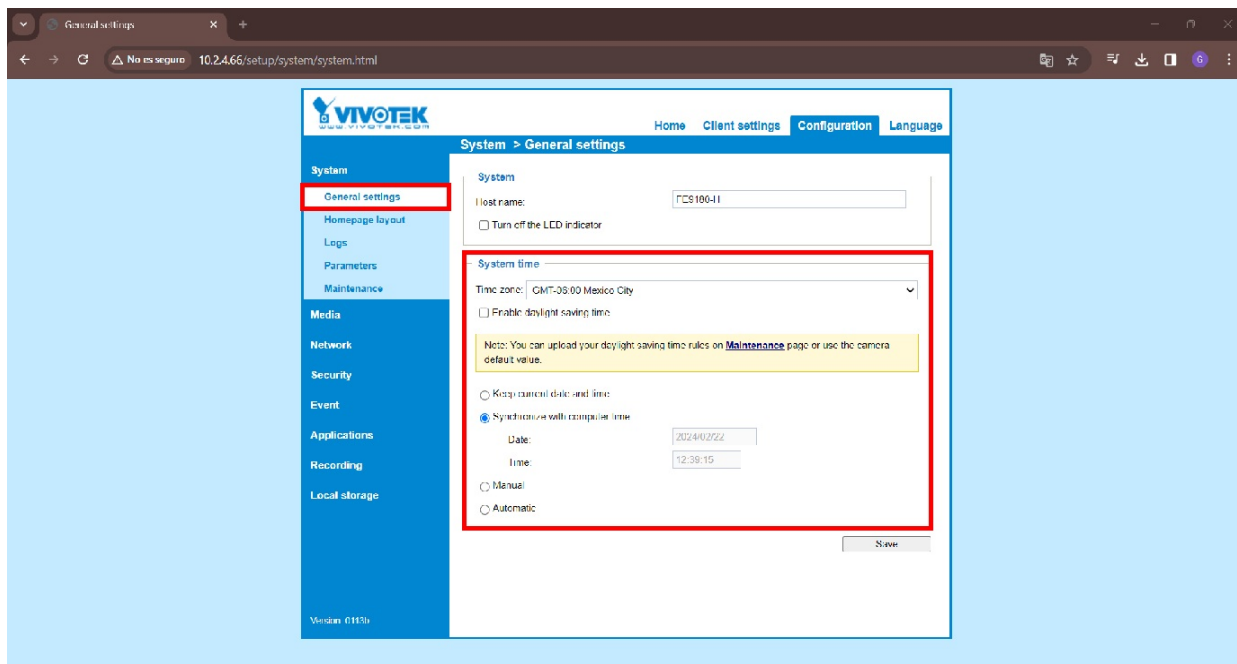 General settings
No es seguro 10.2.4.66/setup/system/system.html
G
VIVOTEK
www.vivotek.com
Home Client settings Configuration Language
System > General settings
System
General settings
Homepage layout
Logs
Parameters
Maintenance
Media
Network
Security
Event
Applications
Recording
Local storage
System
Host name: FE9180-H
Turn off the LED indicator
System time
Time zone: GMT-06:00 Mexico City
Enable daylight saving time
Note: You can upload your daylight saving time rules on Maintenance page or use the camera
default value.
Keep current date and time
Synchronize with computer time
Date: 2024/02/22
Time: 12:39:15
Manual
Automatic
Save
Version